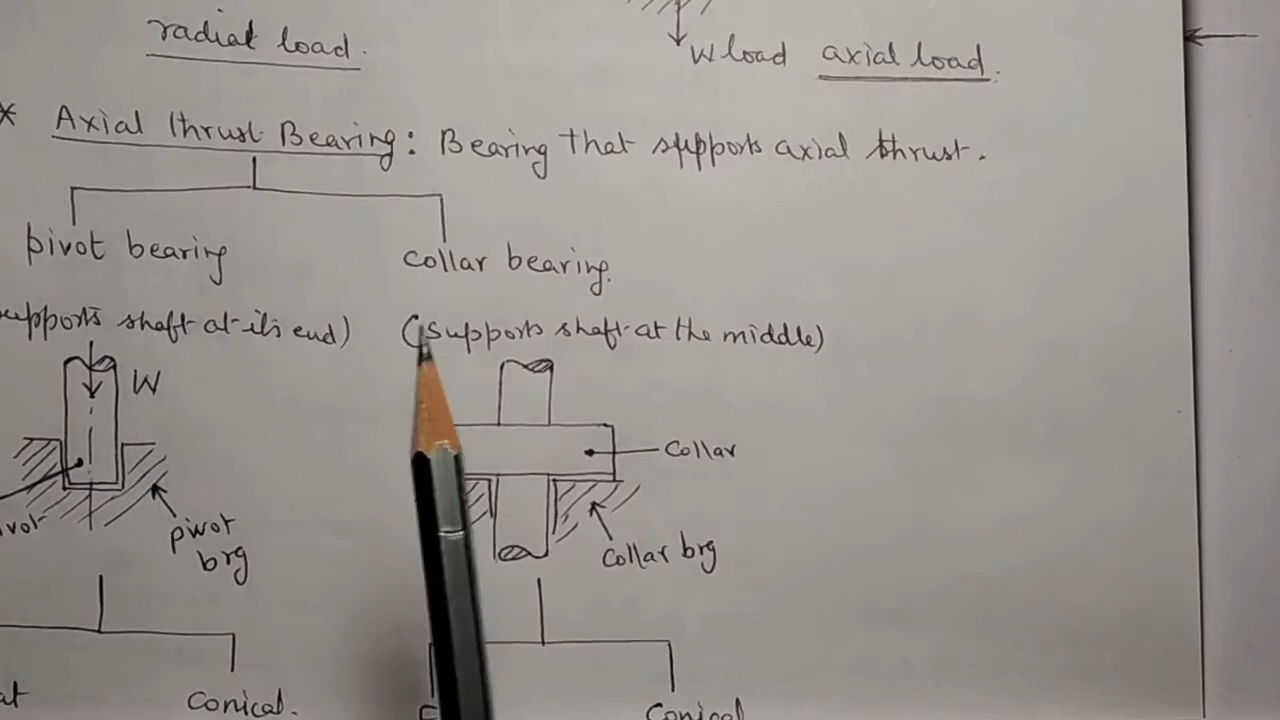 radial load.
W load axial load.
* Axial thrust Bearing: Bearing that supports axial thrust.
pivot bearing
collar bearing.
supports shaft at its end)
(supports shaft at the middle)
W
Collar
pivot brg
Collar brg
Conical.
Conical